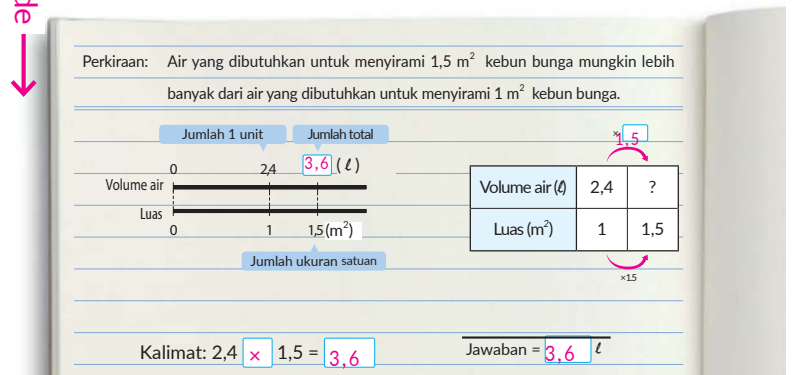 de
Perkiraan: Air yang dibutuhkan untuk menyirami 1,5 m² kebun bunga mungkin lebih
banyak dari air yang dibutuhkan untuk menyirami 1 m² kebun bunga.
Jumlah 1 unit Jumlah total
0 2,4 3,6 (ℓ)
Volume air
Luas
0 1 1,5 (m²)
Jumlah ukuran satuan
× 1,5
Volume air (ℓ) 2,4 ?
Luas (m²) 1 1,5
×1.5
Kalimat: 2,4 × 1,5 = 3,6
Jawaban = 3,6 ℓ